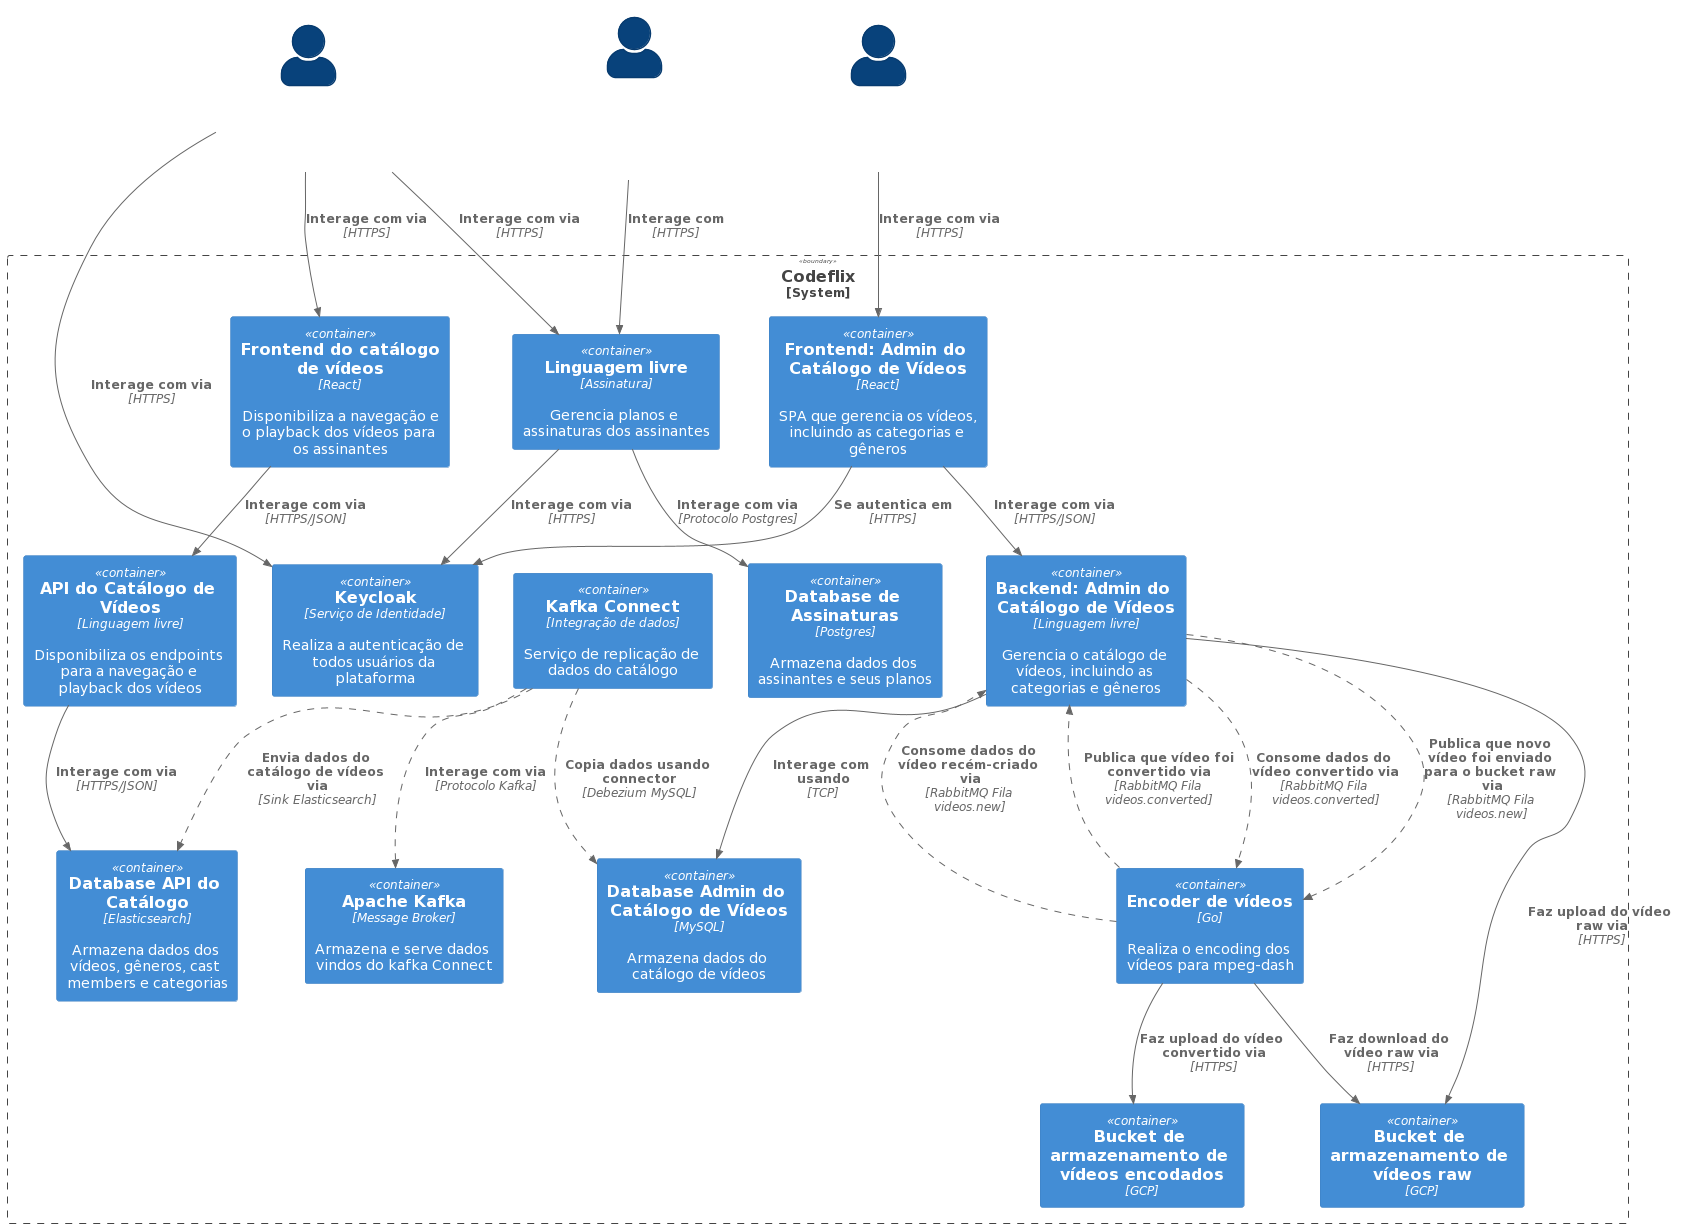 Interage com via
[HTTPS]
Interage com via
[HTTPS]
Interage com
[HTTPS]
Interage com via
[HTTPS]
«boundary»
Codeflix
[System]
«container»
Frontend do catálogo
de vídeos
[React]
Disponibiliza a navegação e
o playback dos vídeos para
os assinantes
«container»
Linguagem livre
[Assinatura]
Gerencia planos e
assinaturas dos assinantes
«container»
Frontend: Admin do
Catálogo de Vídeos
[React]
SPA que gerencia os vídeos,
incluindo as categorias e
gêneros
Interage com via
[HTTPS]
Interage com via
[HTTPS/JSON]
Interage com via
[HTTPS]
Interage com via
[Protocolo Postgres]
Se autentica em
[HTTPS]
Interage com via
[HTTPS/JSON]
«container»
API do Catálogo de
Vídeos
[Linguagem livre]
Disponibiliza os endpoints
para a navegação e
playback dos vídeos
«container»
Keycloak
[Serviço de Identidade]
Realiza a autenticação de
todos usuários da
plataforma
«container»
Kafka Connect
[Integração de dados]
Serviço de replicação de
dados do catálogo
«container»
Database de
Assinaturas
[Postgres]
Armazena dados dos
assinantes e seus planos
«container»
Backend: Admin do
Catálogo de Vídeos
[Linguagem livre]
Gerencia o catálogo de
vídeos, incluindo as
categorias e gêneros
Interage com via
[HTTPS/JSON]
Envia dados do
catálogo de vídeos
via
[Sink Elasticsearch]
Interage com via
[Protocolo Kafka]
Copia dados usando
connector
[Debezium MySQL]
Interage com
usando
[TCP]
Consome dados do
vídeo recém-criado
via
[RabbitMQ Fila
videos.new]
Publica que vídeo foi
convertido via
[RabbitMQ Fila
videos.converted]
Consome dados do
vídeo convertido via
[RabbitMQ Fila
videos.converted]
Publica que novo
vídeo foi enviado
para o bucket raw
via
[RabbitMQ Fila
videos.new]
«container»
Database API do
Catálogo
[Elasticsearch]
Armazena dados dos
vídeos, gêneros, cast
members e categorias
«container»
Apache Kafka
[Message Broker]
Armazena e serve dados
vindos do kafka Connect
«container»
Database Admin do
Catálogo de Vídeos
[MySQL]
Armazena dados do
catálogo de vídeos
«container»
Encoder de vídeos
[Go]
Realiza o encoding dos
vídeos para mpeg-dash
Faz upload do vídeo
raw via
[HTTPS]
Faz upload do vídeo
convertido via
[HTTPS]
Faz download do
vídeo raw via
[HTTPS]
«container»
Bucket de
armazenamento de
vídeos encodados
[GCP]
«container»
Bucket de
armazenamento de
vídeos raw
[GCP]